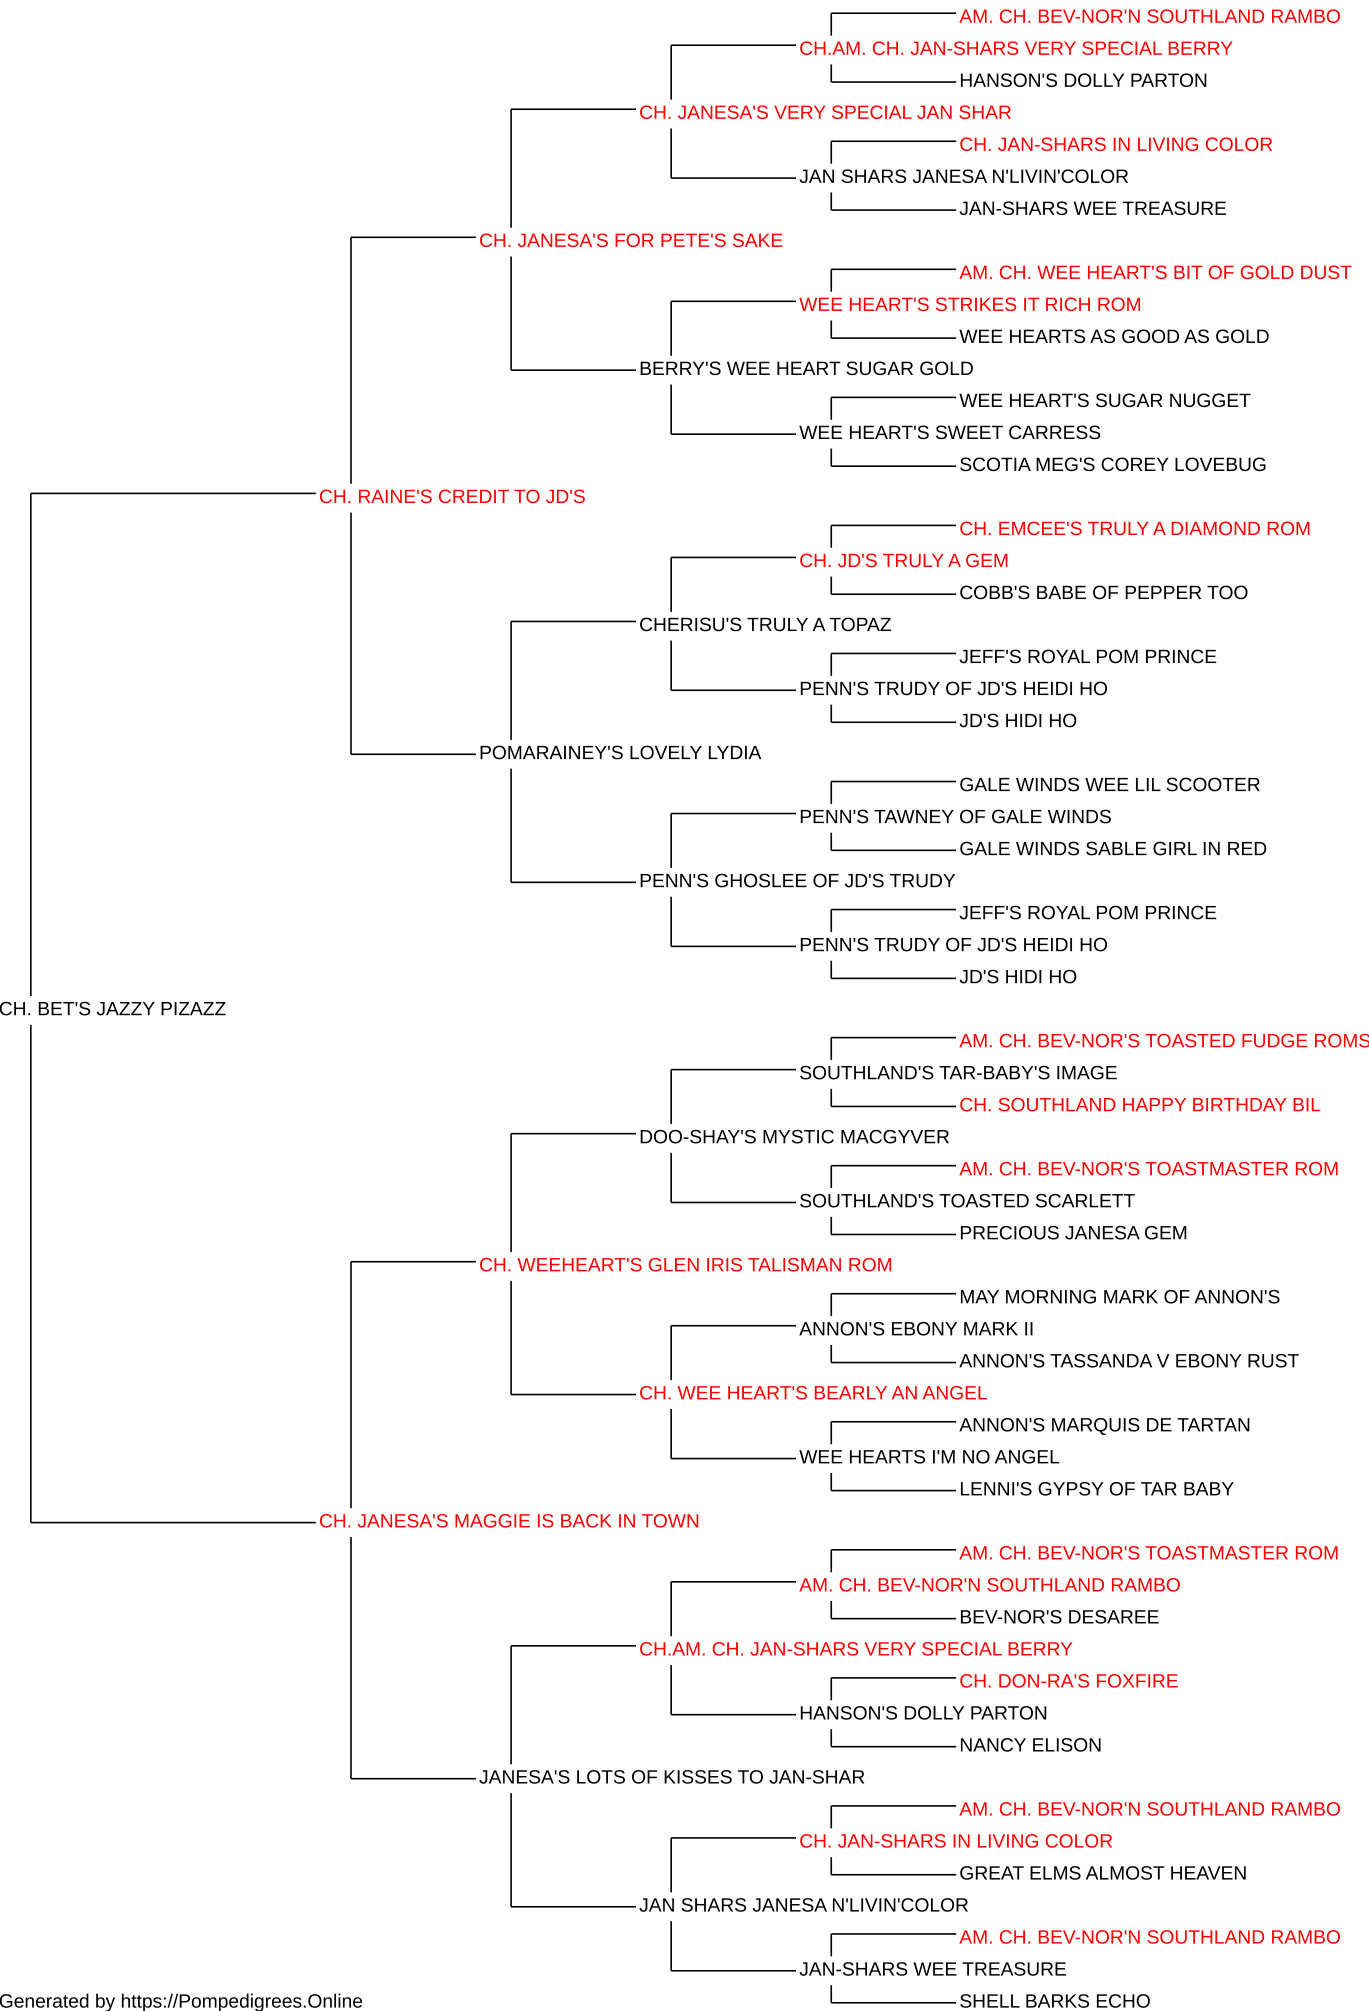 AM. CH. BEV-NOR'N SOUTHLAND RAMBO
CH.AM. CH. JAN-SHARS VERY SPECIAL BERRY
HANSON'S DOLLY PARTON
CH. JANESA'S VERY SPECIAL JAN SHAR
CH. JAN-SHARS IN LIVING COLOR
JAN SHARS JANESA N'LIVIN'COLOR
JAN-SHARS WEE TREASURE
CH. JANESA'S FOR PETE'S SAKE
AM. CH. WEE HEART'S BIT OF GOLD DUST
WEE HEART'S STRIKES IT RICH ROM
WEE HEARTS AS GOOD AS GOLD
BERRY'S WEE HEART SUGAR GOLD
WEE HEART'S SUGAR NUGGET
WEE HEART'S SWEET CARRESS
SCOTIA MEG'S COREY LOVEBUG
CH. RAINE'S CREDIT TO JD'S
CH. EMCEE'S TRULY A DIAMOND ROM
CH. JD'S TRULY A GEM
COBB'S BABE OF PEPPER TOO
CHERISU'S TRULY A TOPAZ
JEFF'S ROYAL POM PRINCE
PENN'S TRUDY OF JD'S HEIDI HO
JD'S HIDI HO
POMARAINEY'S LOVELY LYDIA
GALE WINDS WEE LIL SCOOTER
PENN'S TAWNEY OF GALE WINDS
GALE WINDS SABLE GIRL IN RED
PENN'S GHOSLEE OF JD'S TRUDY
JEFF'S ROYAL POM PRINCE
PENN'S TRUDY OF JD'S HEIDI HO
JD'S HIDI HO
CH. BET'S JAZZY PIZAZZ
AM. CH. BEV-NOR'S TOASTED FUDGE ROMS
SOUTHLAND'S TAR-BABY'S IMAGE
CH. SOUTHLAND HAPPY BIRTHDAY BIL
DOO-SHAY'S MYSTIC MACGYVER
AM. CH. BEV-NOR'S TOASTMASTER ROM
SOUTHLAND'S TOASTED SCARLETT
PRECIOUS JANESA GEM
CH. WEEHEART'S GLEN IRIS TALISMAN ROM
MAY MORNING MARK OF ANNON'S
ANNON'S EBONY MARK II
ANNON'S TASSANDA V EBONY RUST
CH. WEE HEART'S BEARLY AN ANGEL
ANNON'S MARQUIS DE TARTAN
WEE HEARTS I'M NO ANGEL
LENNI'S GYPSY OF TAR BABY
CH. JANESA'S MAGGIE IS BACK IN TOWN
AM. CH. BEV-NOR'S TOASTMASTER ROM
AM. CH. BEV-NOR'N SOUTHLAND RAMBO
BEV-NOR'S DESAREE
CH.AM. CH. JAN-SHARS VERY SPECIAL BERRY
CH. DON-RA'S FOXFIRE
HANSON'S DOLLY PARTON
NANCY ELISON
JANESA'S LOTS OF KISSES TO JAN-SHAR
AM. CH. BEV-NOR'N SOUTHLAND RAMBO
CH. JAN-SHARS IN LIVING COLOR
GREAT ELMS ALMOST HEAVEN
JAN SHARS JANESA N'LIVIN'COLOR
AM. CH. BEV-NOR'N SOUTHLAND RAMBO
JAN-SHARS WEE TREASURE
SHELL BARKS ECHO
Generated by https://Pompedigrees.Online